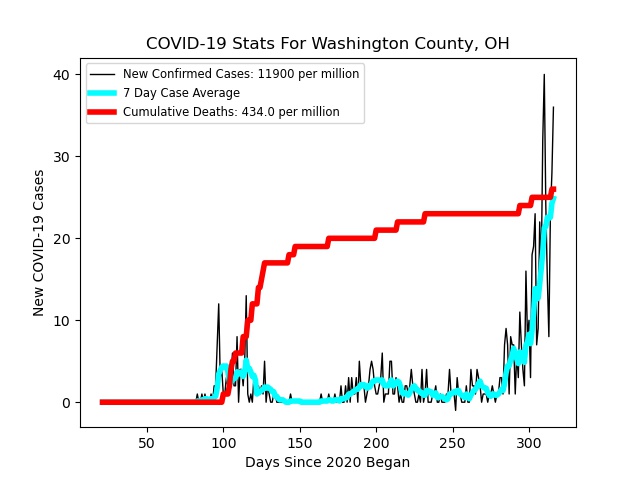 COVID-19 Stats For Washington County, OH
New Confirmed Cases: 11900 per million
7 Day Case Average
Cumulative Deaths: 434.0 per million
New COVID-19 Cases
40
30
20
10
0
50 100 150 200 250 300
Days Since 2020 Began